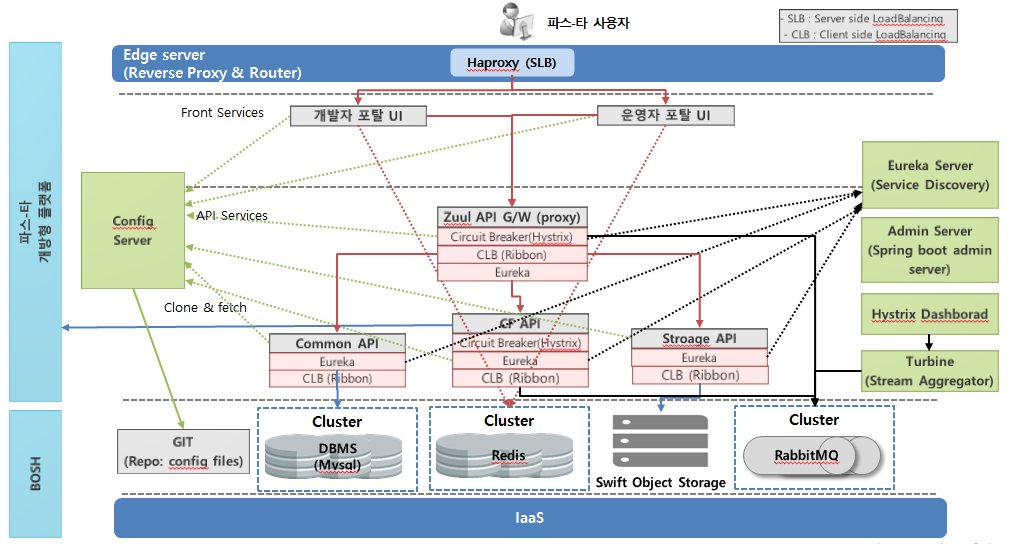 파스-타 사용자
- SLB : Server side LoadBalancing
- CLB : Client side LoadBalancing
Edge server
(Reverse Proxy & Router)
Haproxy (SLB)
Front Services
개발자 포탈 UI
운영자 포탈 UI
파스-타
개방형 플랫폼
Config
Server
API Services
Zuul API G/W (proxy)
Circuit Breaker(Hystrix)
CLB (Ribbon)
Eureka
Eureka Server
(Service Discovery)
Admin Server
(Spring boot admin
server)
Clone & fetch
Hystrix Dashborad
Common API
Eureka
CLB (Ribbon)
CF API
Circuit Breaker(Hystrix)
Eureka
CLB (Ribbon)
Stroage API
Eureka
CLB (Ribbon)
Turbine
(Stream Aggregator)
BOSH
GIT
(Repo: config files)
Cluster
DBMS
(Mysql)
Cluster
Redis
Swift Object Storage
Cluster
RabbitMQ
IaaS